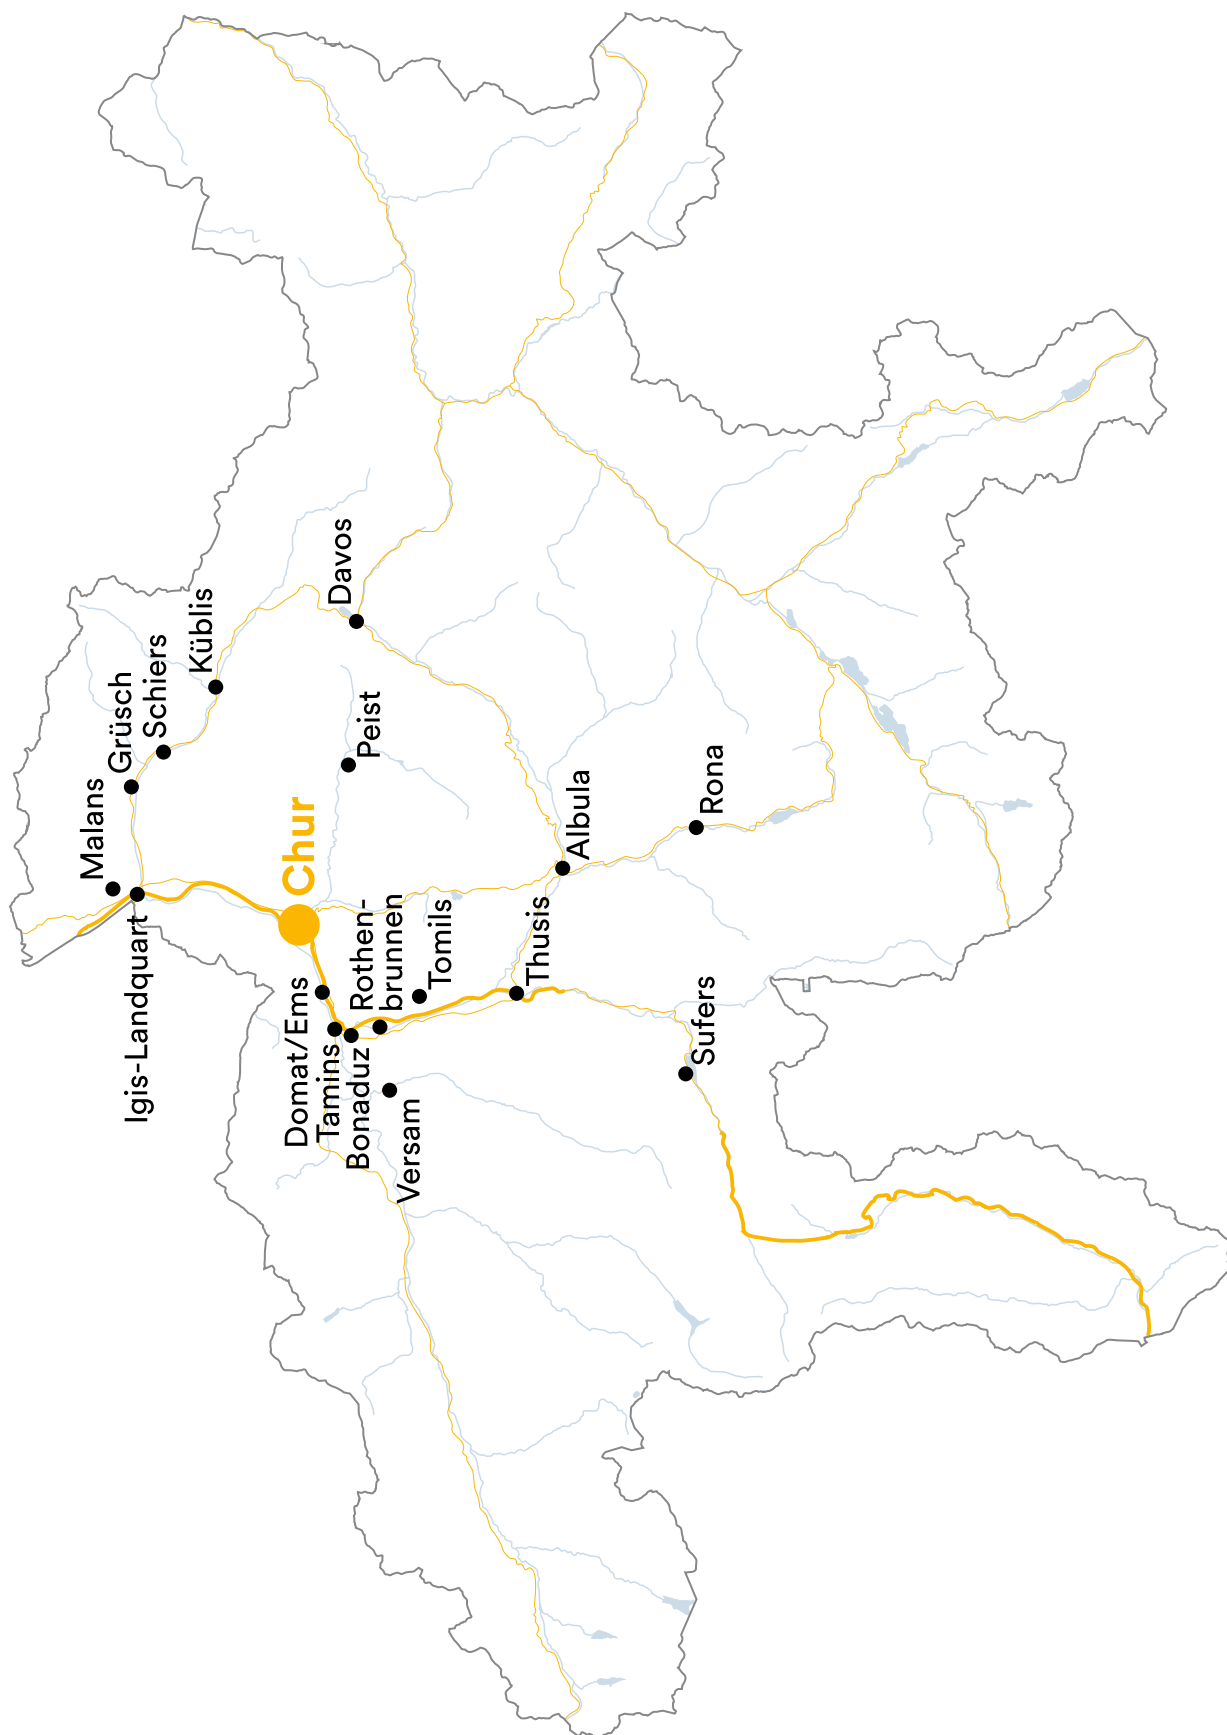 Malans
Grüsch
Schiers
Küblis
Igis-Landquart
Chur
Davos
Peist
Domat/Ems
Tamins
Bonaduz
Rothen-
brunnen
Versam
Tomils
Thusis
Albula
Rona
Sufers